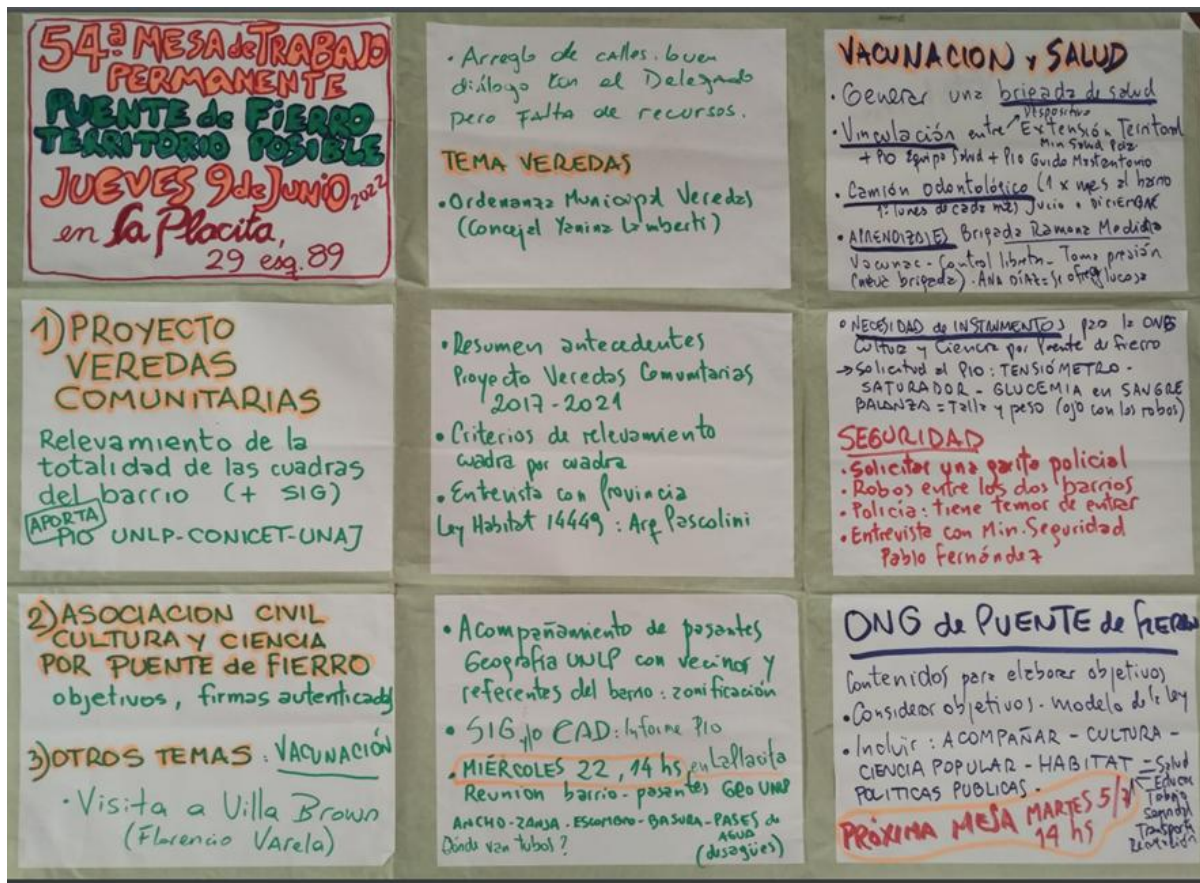 54ª MESA de TRABAJO
PERMANENTE
PUENTE de FIERRO
TERRITORIO POSIBLE
JUEVES 9 de JUNIO 2022
en la Placita,
29 esq. 89
1) PROYECTO
VEREDAS
COMUNITARIAS
Relevamiento de la
totalidad de las cuadras
del barrio (+ SIG)
APORTA
PIO UNLP-CONICET-UNAJ
2) ASOCIACION CIVIL
CULTURA Y CIENCIA
POR PUENTE de FIERRO
objetivos, firmas autenticadas
3) OTROS TEMAS: VACUNACIÓN
• Visita a Villa Brown
(Florencio Varela)
• Arreglo de calles. buen
diálogo con el Delegado
pero Falta de recursos.
TEMA VEREDAS
• Ordenanza Municipal Veredas
(Concejal Yanina Lamberti)
• Resumen antecedentes
Proyecto Veredas Comunitarias
2017-2021
• Criterios de relevamiento
cuadra por cuadra
• Entrevista con Provincia
Ley Habitat 14449: Arq Pascolini
• Acompañamiento de pasantes
Geografía UNLP con vecinos y
referentes del barrio: zonificación
• SIG y/o CAD: Informe PIO
• MIÉRCOLES 22, 14 hs en La Placita
Reunion barrio-pasantes GEO UNLP
ANCHO-ZANJA-ESCOMBRO-BASURA-PASES de AGUA
Donde van tubos? (desagües)
VACUNACION y SALUD
• Generar una brigada de salud
• Vinculación entre Dispositivo Extensión Territorial
Min Salud Pcia.
+ PIO Equipo Salud + PIO Guido Mastantonio
• Camión odontológico (1 x mes al barrio
1º lunes de cada mes) Julio a DICIEMBRE
• APRENDIZAJES Brigada Ramona Medina
Vacunac - Control libreta - Toma presión
(nueva brigada). ANA DÍAZ = Se ofrece glucosa
• NECESIDAD de INSTRUMENTOS para la ONG
Cultura y Ciencia por Puente de Fierro
→ Solicitud al PIO: TENSIÓMETRO -
SATURADOR - GLUCEMIA en SANGRE
BALANZA = Talla y peso (ojo con los robos)
SEGURIDAD
• Solicitar una garita policial
• Robos entre los dos barrios
• Policía: tiene temor de entrar
• Entrevista con Min. Seguridad
Pablo Fernández
ONG de PUENTE de FIERRO
Contenidos para elaborar objetivos
• Considerar objetivos - modelo de la ley
• Incluir: ACOMPAÑAR - CULTURA -
CIENCIA POPULAR - HABITAT -
POLITICAS PUBLICAS -
Salud
Educac
Trabajo
Seguridad
Transporte
Recreación
PRÓXIMA MESA MARTES 5/7
14 hs